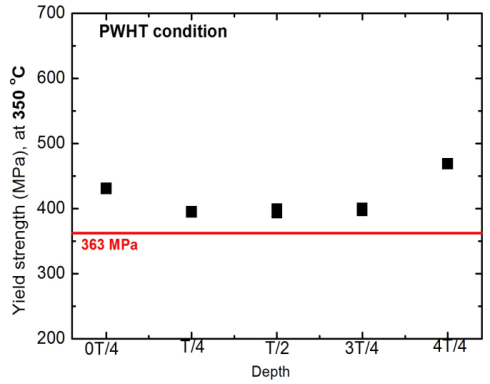 PWHT condition
Yield strength (MPa), at 350 °C
700
600
500
400
300
200
363 MPa
0T/4 T/4 T/2 3T/4 4T/4
Depth